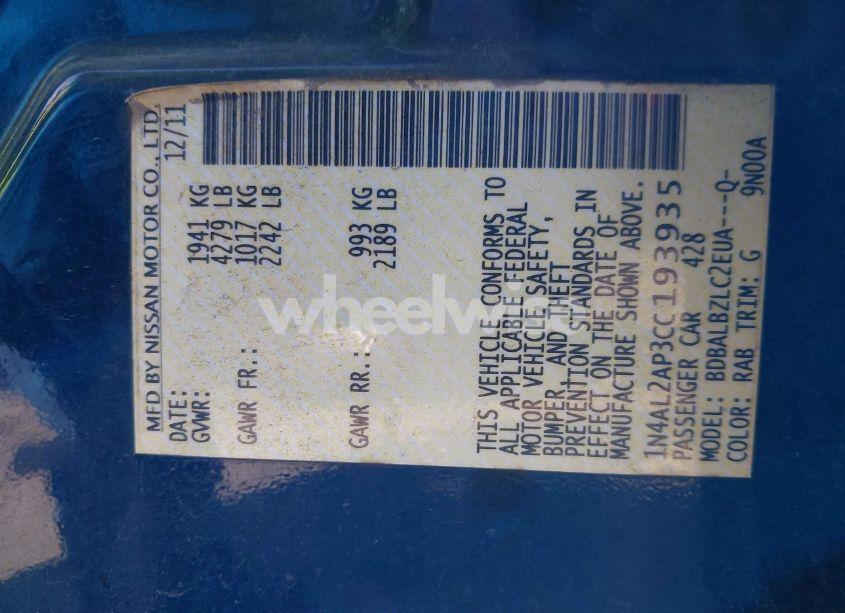 MFD BY NISSAN MOTOR CO., LTD.
DATE: 12/11
GVWR: 1941 KG
4279 LB
GAWR FR.: 1017 KG
2242 LB
GAWR RR.: 993 KG
2189 LB
THIS VEHICLE CONFORMS TO
ALL APPLICABLE FEDERAL
MOTOR VEHICLE SAFETY,
BUMPER, AND THEFT
PREVENTION STANDARDS IN
EFFECT ON THE DATE OF
MANUFACTURE SHOWN ABOVE.
1N4AL2AP3CC193935
PASSENGER CAR 428
MODEL: BDBALBZLC2EUA---Q-
COLOR: RAB TRIM: G 9N00A
wheelwise